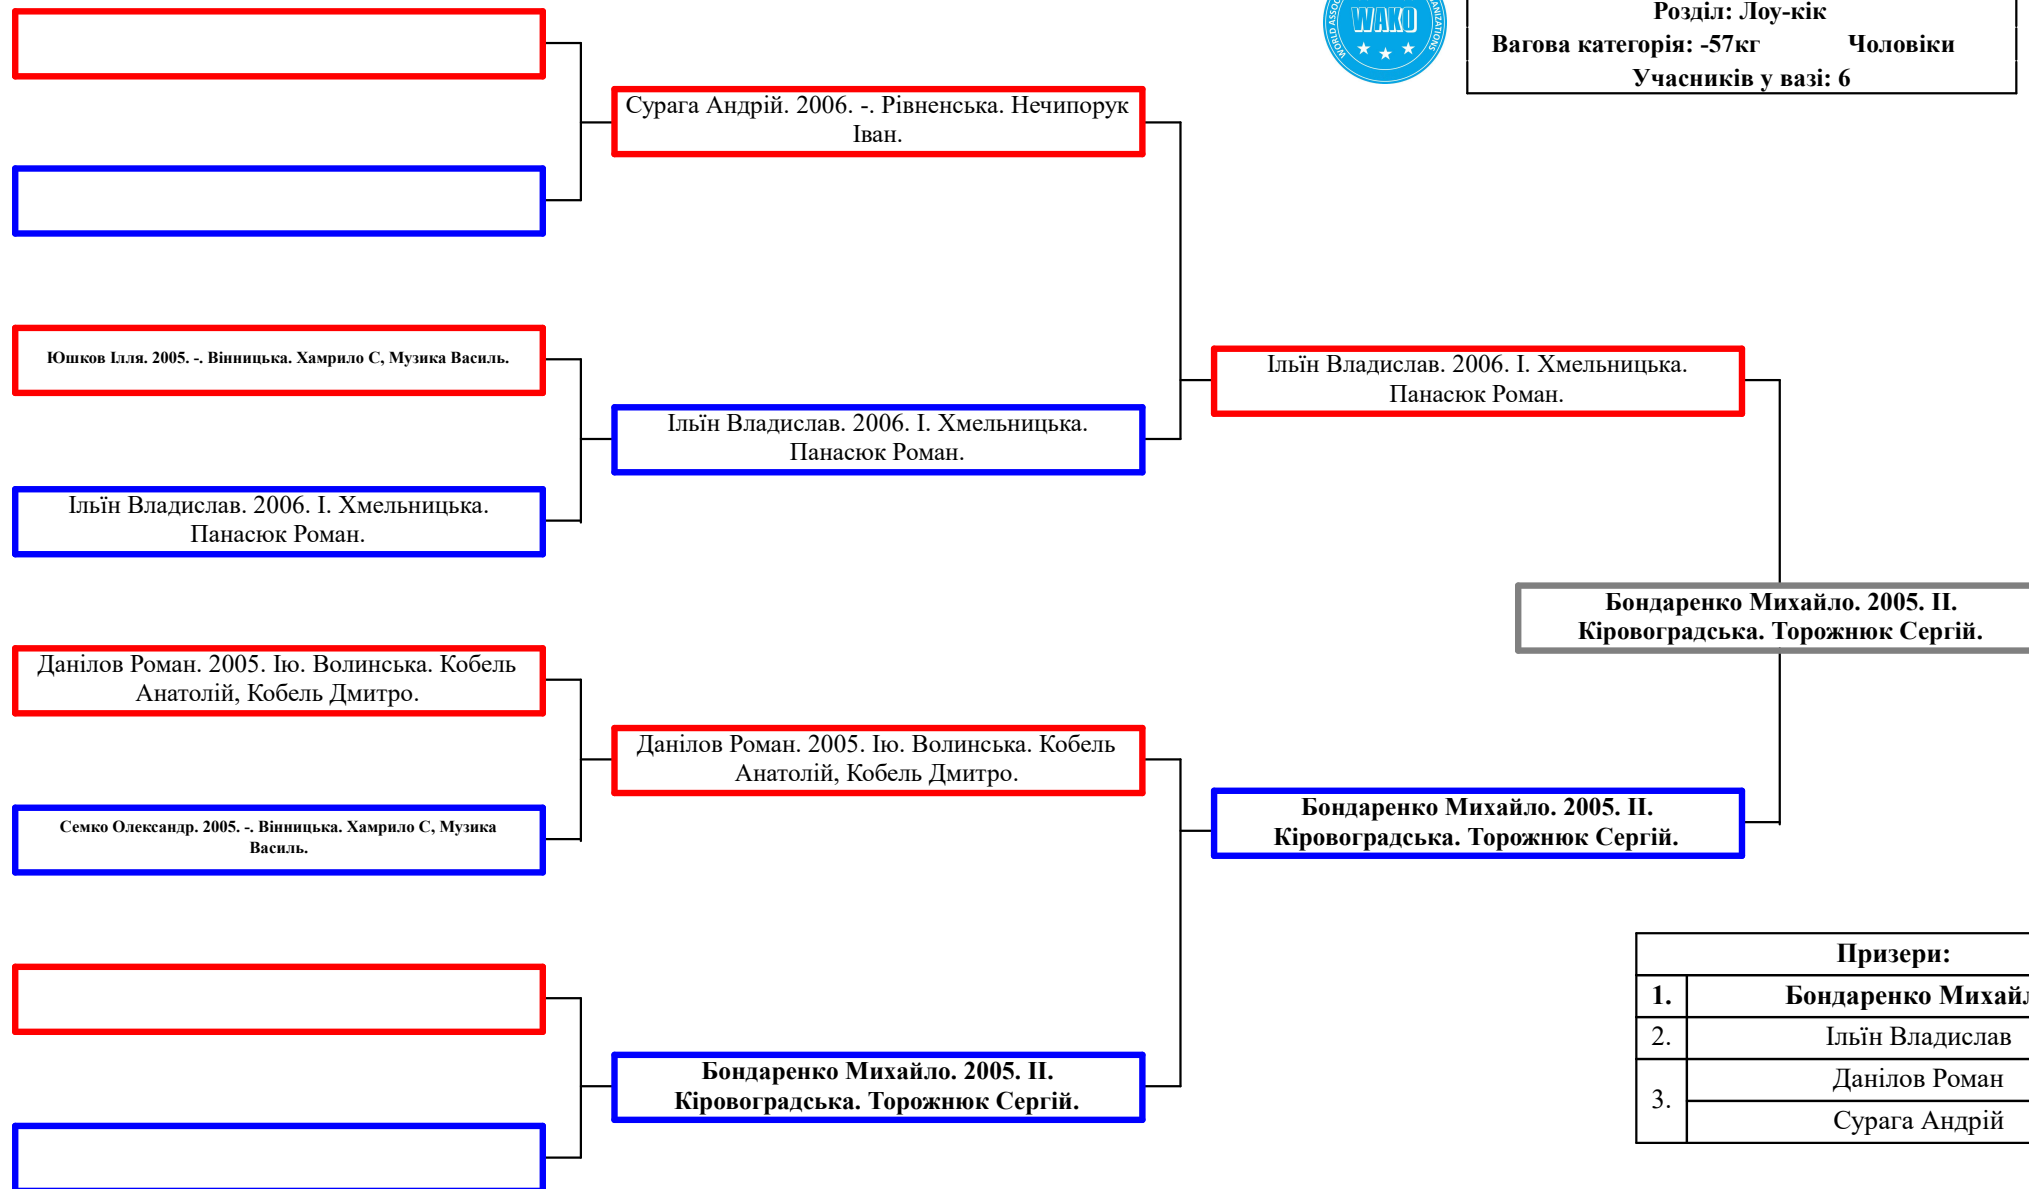 WAKO
Розділ: Лоу-кік
Вагова категорія: -57кг Чоловіки
Учасників у вазі: 6
Сурага Андрій. 2006. -. Рівненська. Нечипорук
Іван.
Юшков Ілля. 2005. -. Вінницька. Хамрило С, Музика Василь.
Ільїн Владислав. 2006. І. Хмельницька.
Панасюк Роман.
Ільїн Владислав. 2006. І. Хмельницька.
Панасюк Роман.
Ільїн Владислав. 2006. І. Хмельницька.
Панасюк Роман.
Бондаренко Михайло. 2005. ІІ.
Кіровоградська. Торожнюк Сергій.
Данілов Роман. 2005. Ію. Волинська. Кобель
Анатолій, Кобель Дмитро.
Данілов Роман. 2005. Ію. Волинська. Кобель
Анатолій, Кобель Дмитро.
Бондаренко Михайло. 2005. ІІ.
Кіровоградська. Торожнюк Сергій.
Семко Олександр. 2005. -. Вінницька. Хамрило С, Музика
Василь.
Бондаренко Михайло. 2005. ІІ.
Кіровоградська. Торожнюк Сергій.
Призери:
1. Бондаренко
2. Ільїн Владислав
3. Данілов Роман
Сурага Андрій